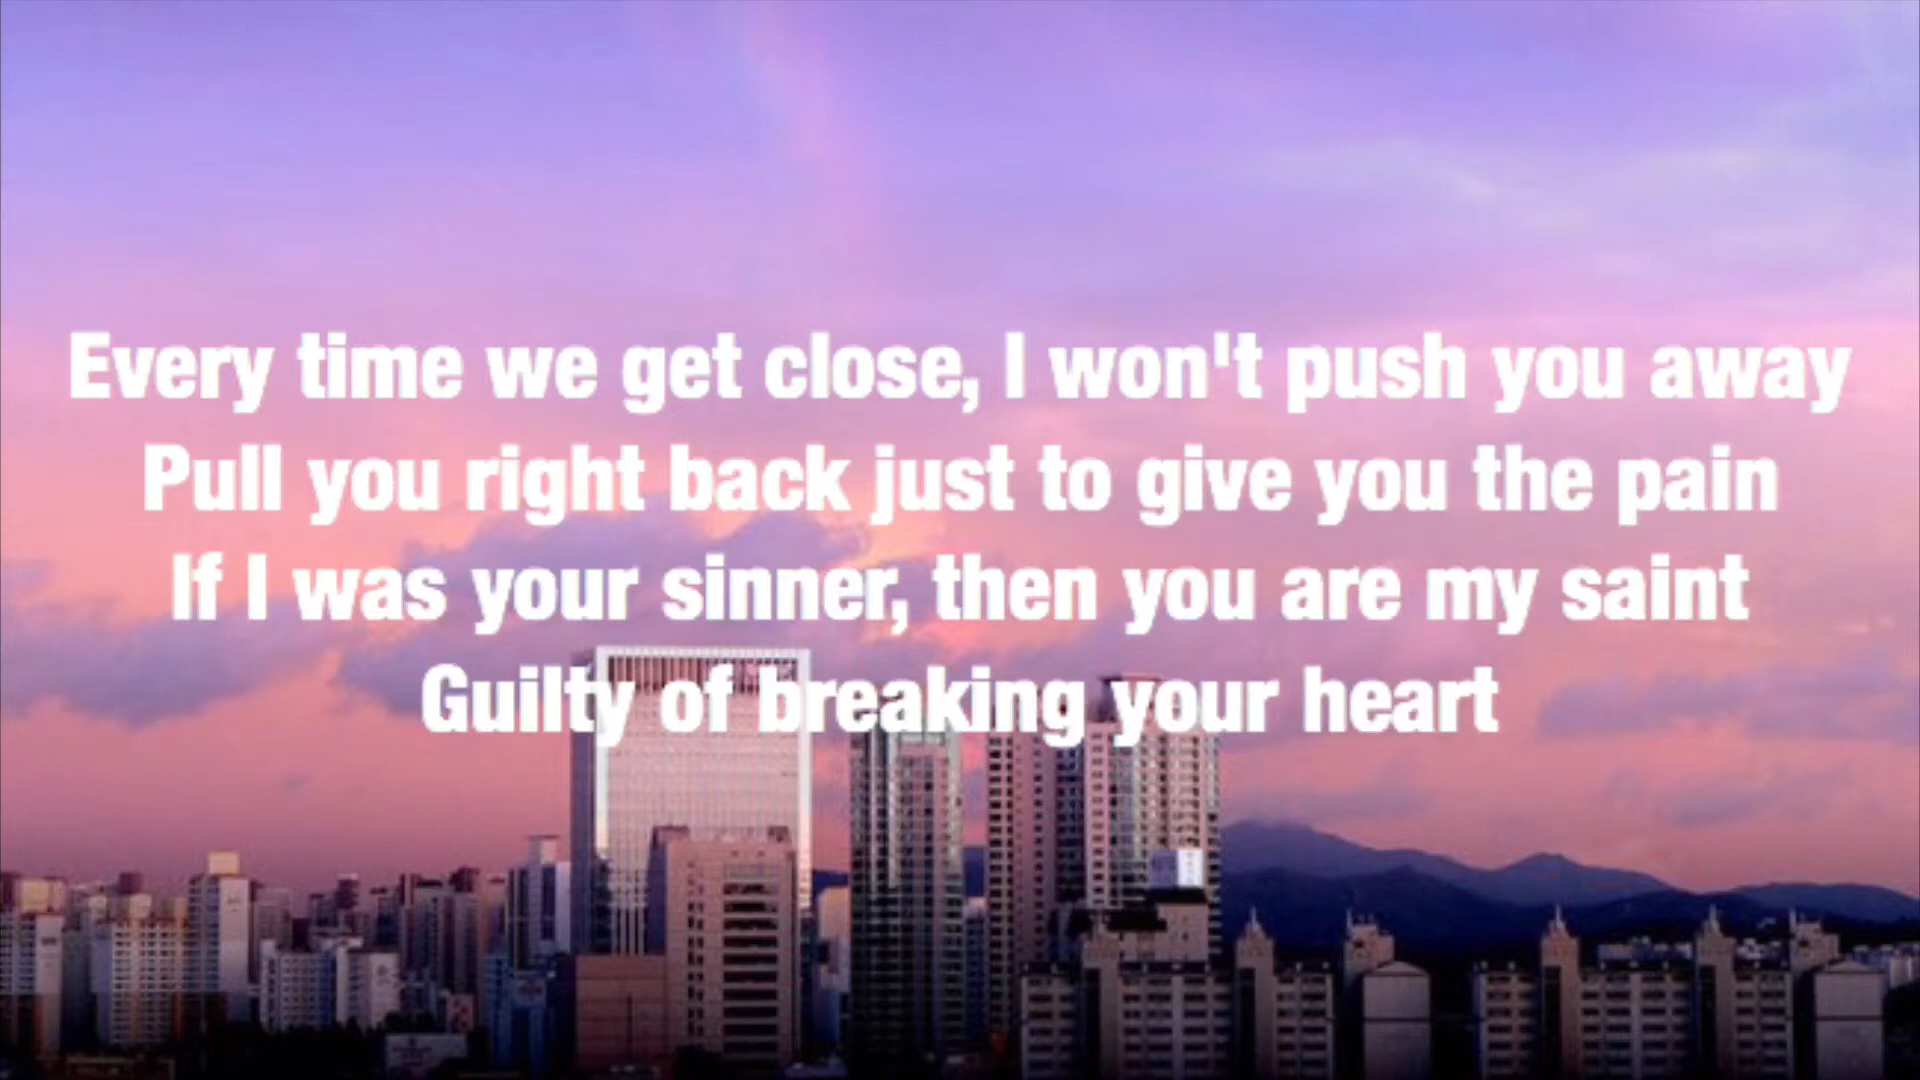 Every time we get close, I won't push you away
Pull you right back just to give you the pain
If I was your sinner, then you are my saint
Guilty of breaking your heart